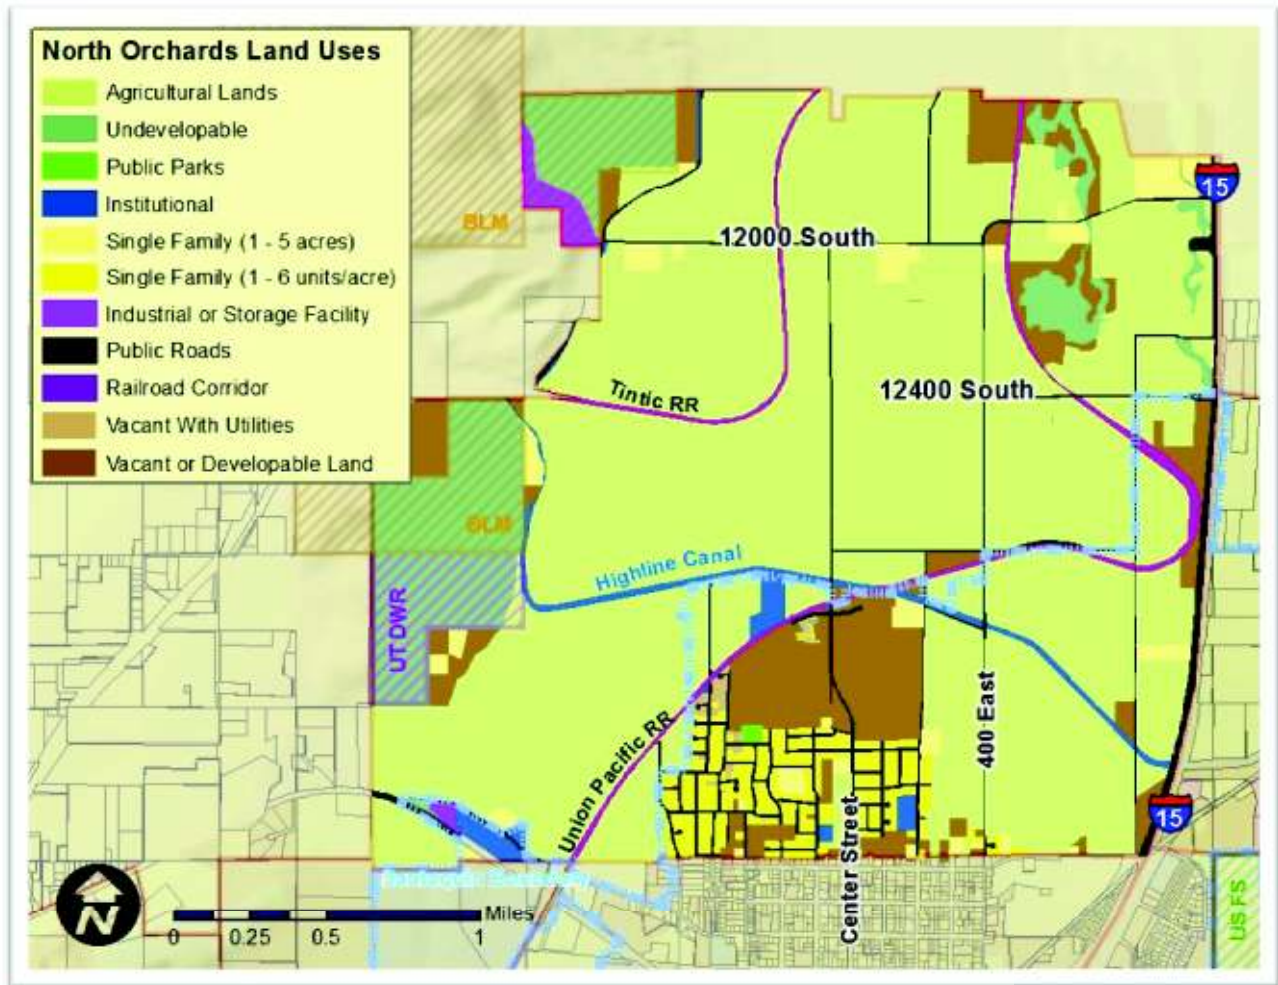 North Orchards Land Uses
Agricultural Lands
Undevelopable
Public Parks
Institutional
Single Family (1 - 5 acres)
Single Family (1 - 6 units/acre)
Industrial or Storage Facility
Public Roads
Railroad Corridor
Vacant With Utilities
Vacant or Developable Land
BLM
15
12000 South
Tintic RR
12400 South
BLM
Highline Canal
UT DWR
Union Pacific RR
400 East
Center Street
15
N
Miles
0 0.25 0.5 1
US FS